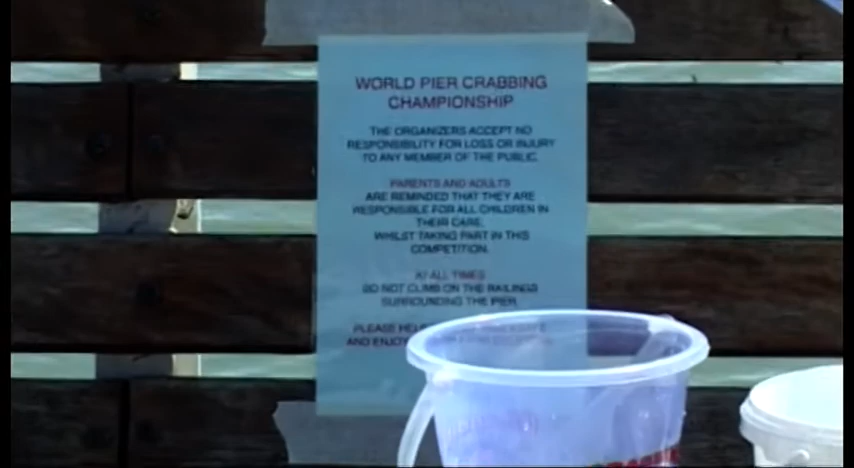 WORLD PIER CRABBING
CHAMPIONSHIP
THE ORGANIZERS ACCEPT NO
RESPONSIBILITY FOR LOSS OR INJURY
TO ANY MEMBER OF THE PUBLIC.
PARENTS AND ADULTS
ARE REMINDED THAT THEY ARE
RESPONSIBLE FOR ALL CHILDREN IN
THEIR CARE.
WHILST TAKING PART IN THIS
COMPETITION.
AT ALL TIMES
DO NOT CLIMB ON THE RAILINGS
SURROUNDING THE PIER
PLEASE
AND ENJOY